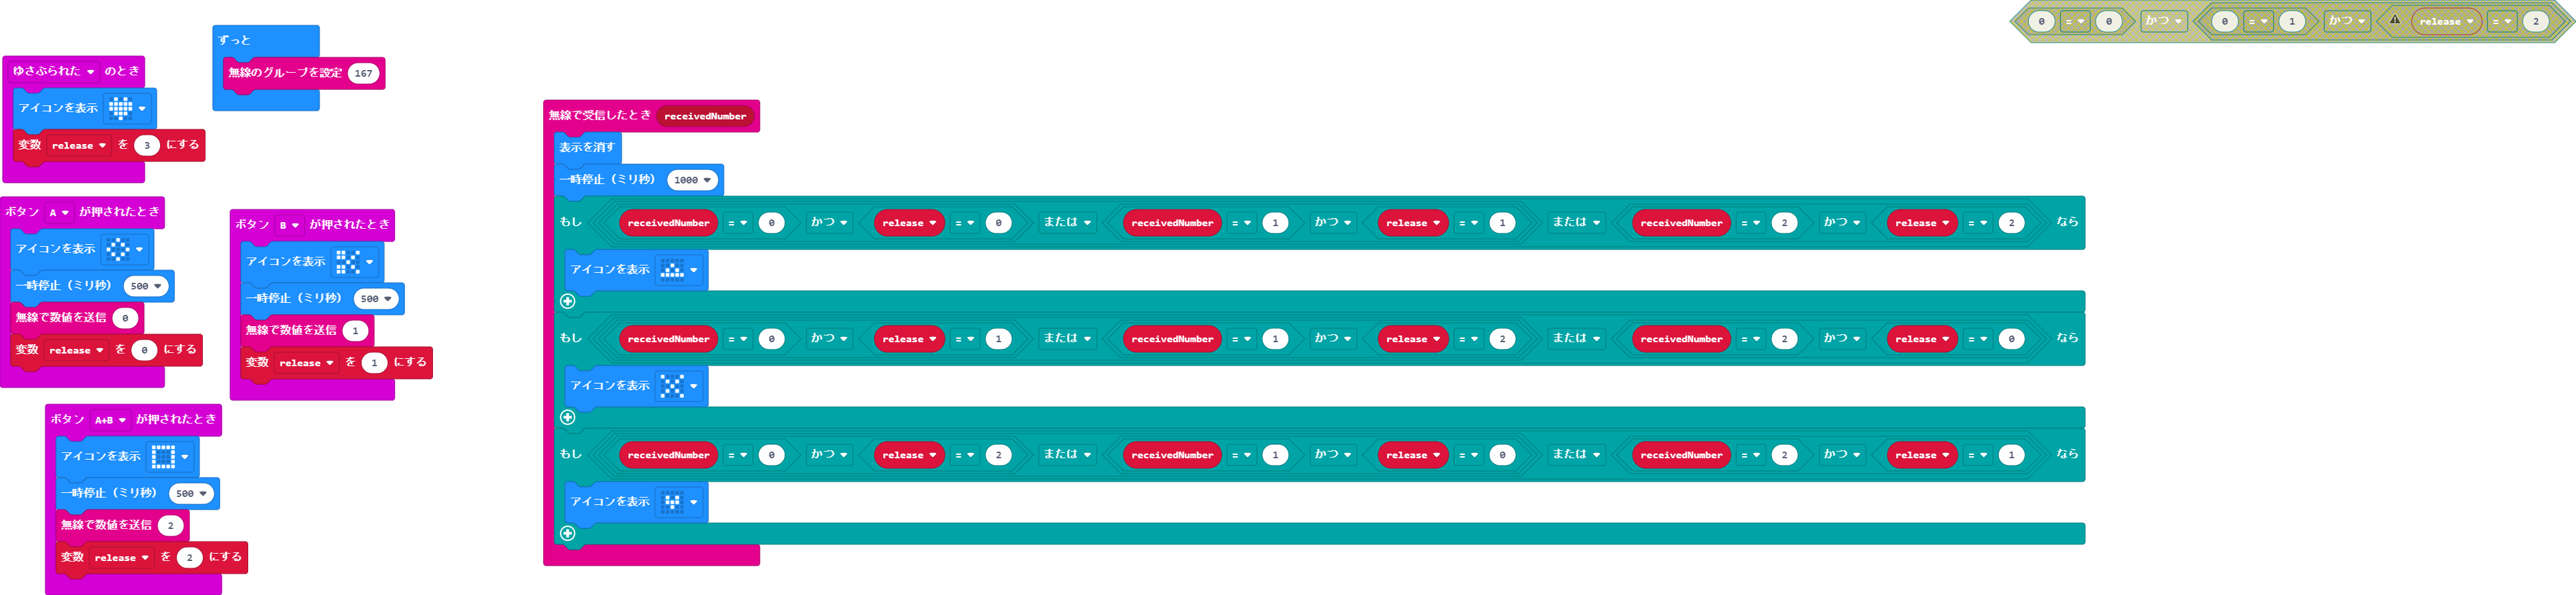 0 = 0 かつ 0 = 1 かつ release = 2
ずっと
無線のグループを設定 167
ゆさぶられた のとき
アイコンを表示
変数 release を 3 にする
ボタン A が押されたとき
アイコンを表示
一時停止（ミリ秒） 500
無線で数値を送信 0
変数 release を 0 にする
ボタン B が押されたとき
アイコンを表示
一時停止（ミリ秒） 500
無線で数値を送信 1
変数 release を 1 にする
ボタン A+B が押されたとき
アイコンを表示
一時停止（ミリ秒） 500
無線で数値を送信 2
変数 release を 2 にする
無線で受信したとき receivedNumber
表示を消す
一時停止（ミリ秒） 1000
もし receivedNumber = 0 かつ release = 0 または receivedNumber = 1 かつ release = 1 または receivedNumber = 2 かつ release = 2 なら
アイコンを表示
もし receivedNumber = 0 かつ release = 1 または receivedNumber = 1 かつ release = 2 または receivedNumber = 2 かつ release = 0 なら
アイコンを表示
もし receivedNumber = 0 かつ release = 2 または receivedNumber = 1 かつ release = 0 または receivedNumber = 2 かつ release = 1 なら
アイコンを表示